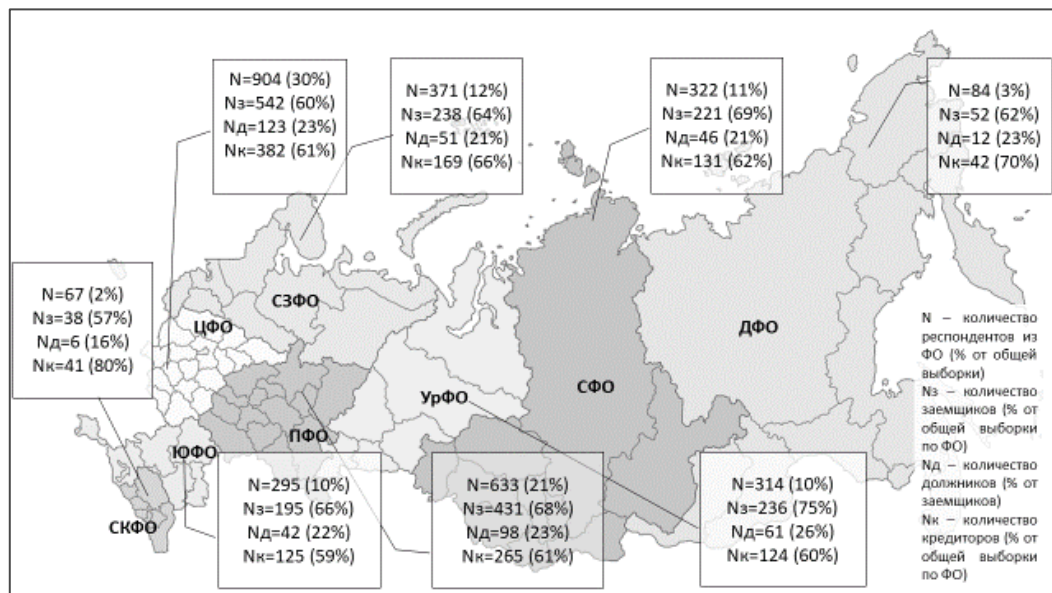 N=904 (30%)
Nз=542 (60%)
Nд=123 (23%)
Nк=382 (61%)
N=371 (12%)
Nз=238 (64%)
Nд=51 (21%)
Nк=169 (66%)
N=322 (11%)
Nз=221 (69%)
Nд=46 (21%)
Nк=131 (62%)
N=84 (3%)
Nз=52 (62%)
Nд=12 (23%)
Nк=42 (70%)
N=67 (2%)
Nз=38 (57%)
Nд=6 (16%)
Nк=41 (80%)
СЗФО
ЦФО
ДФО
УрФО
СФО
ПФО
ЮФО
СКФО
N – количество
респондентов из
ФО (% от общей
выборки)
Nз – количество
заемщиков (% от
общей выборки
по ФО)
Nд – количество
должников (% от
заемщиков)
Nк – количество
кредиторов (% от
общей выборки
по ФО)
N=295 (10%)
Nз=195 (66%)
Nд=42 (22%)
Nк=125 (59%)
N=633 (21%)
Nз=431 (68%)
Nд=98 (23%)
Nк=265 (61%)
N=314 (10%)
Nз=236 (75%)
Nд=61 (26%)
Nк=124 (60%)